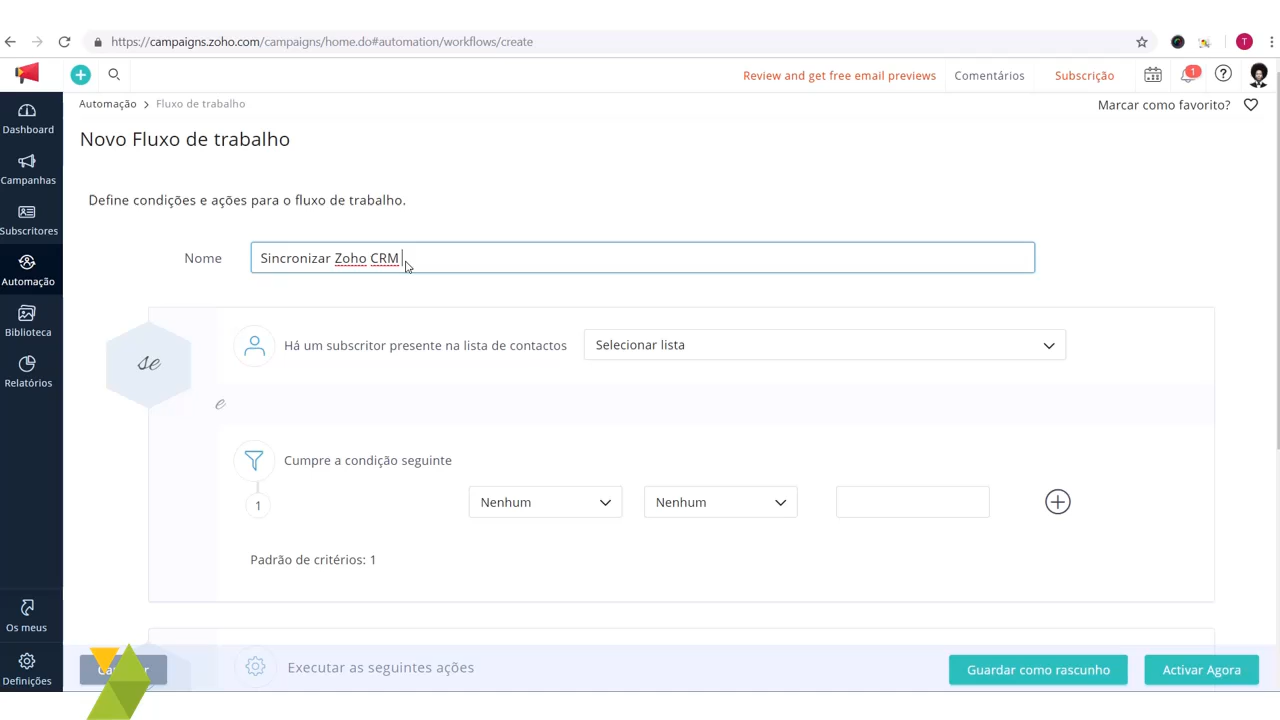 https://campaigns.zoho.com/campaigns/home.do#automation/workflows/create
T
Review and get free email previews
Comentários
Subscrição
1
Automação > Fluxo de trabalho
Marcar como favorito?
Novo Fluxo de trabalho
Dashboard
Campanhas
Subscritores
Automação
Biblioteca
Relatórios
Os meus
Definições
Define condições e ações para o fluxo de trabalho.
Nome
Sincronizar Zoho CRM
se
Há um subscritor presente na lista de contactos
Selecionar lista
e
Cumpre a condição seguinte
1
Nenhum
Nenhum
Padrão de critérios: 1
Executar as seguintes ações
Guardar como rascunho
Activar Agora